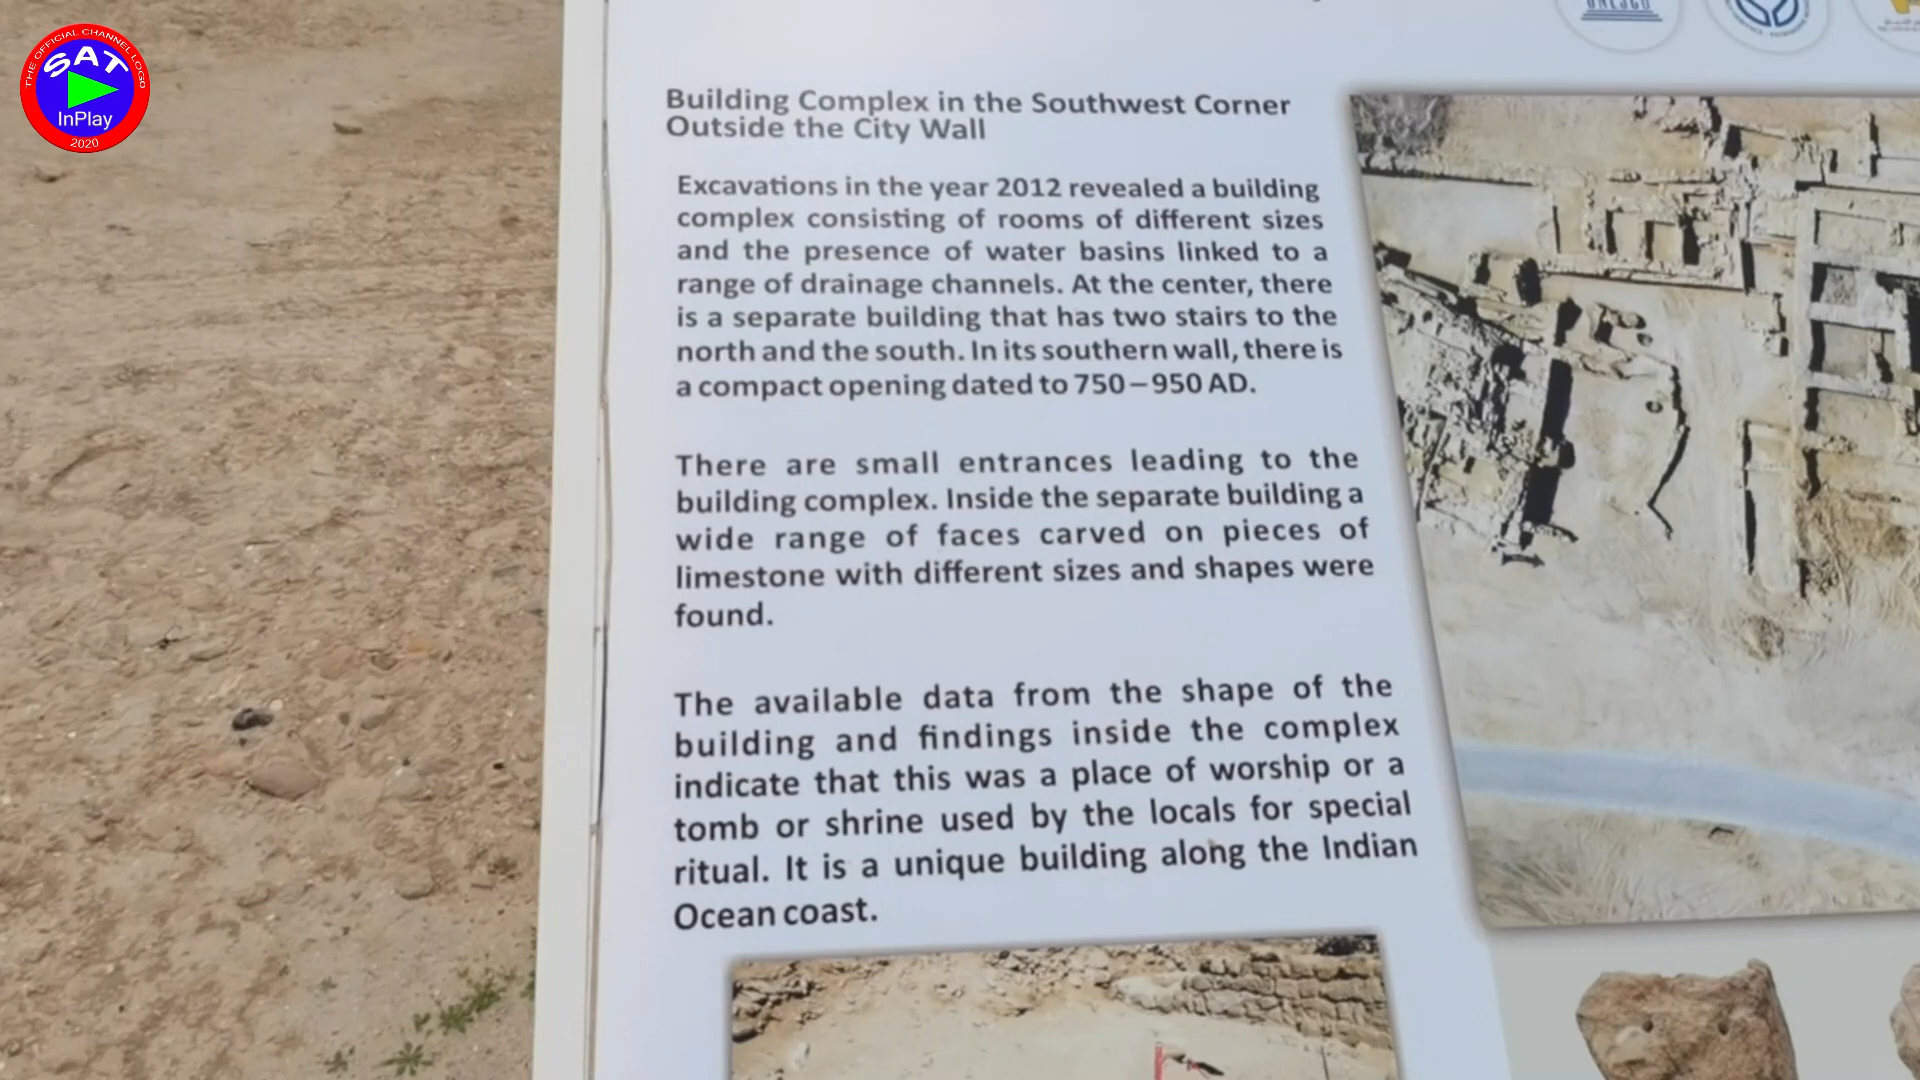 THE OFFICIAL CHANNEL LOGO
SAT
InPlay
2020
UNESCO
Building Complex in the Southwest Corner
Outside the City Wall
Excavations in the year 2012 revealed a building
complex consisting of rooms of different sizes
and the presence of water basins linked to a
range of drainage channels. At the center, there
is a separate building that has two stairs to the
north and the south. In its southern wall, there is
a compact opening dated to 750–950 AD.
There are small entrances leading to the
building complex. Inside the separate building a
wide range of faces carved on pieces of
limestone with different sizes and shapes were
found.
The available data from the shape of the
building and findings inside the complex
indicate that this was a place of worship or a
tomb or shrine used by the locals for special
ritual. It is a unique building along the Indian
Ocean coast.